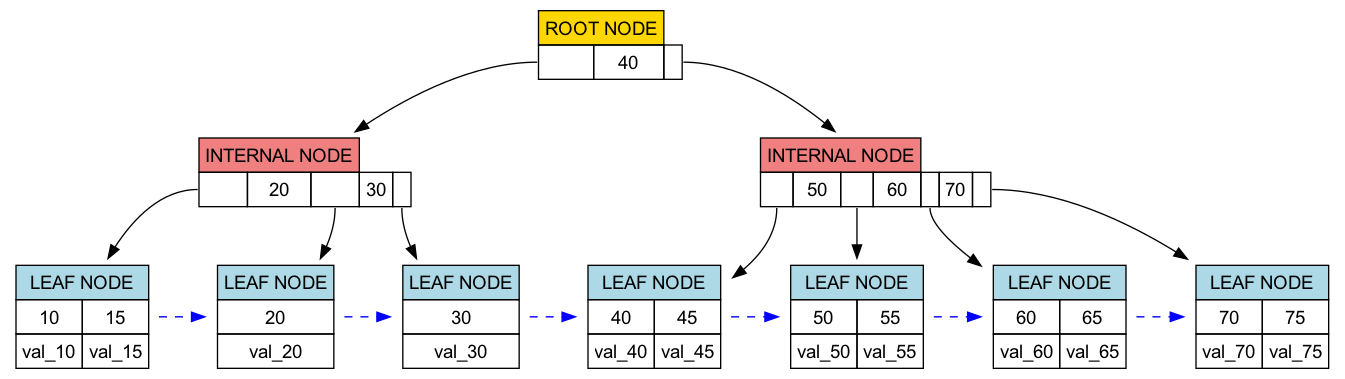 ROOT NODE
40
INTERNAL NODE INTERNAL NODE
20 30 50 60 70
LEAF NODE LEAF NODE LEAF NODE LEAF NODE LEAF NODE LEAF NODE LEAF NODE
10 15 20 30 40 45 50 55 60 65 70 75
val_10 val_15 val_20 val_30 val_40 val_45 val_50 val_55 val_60 val_65 val_70 val_75